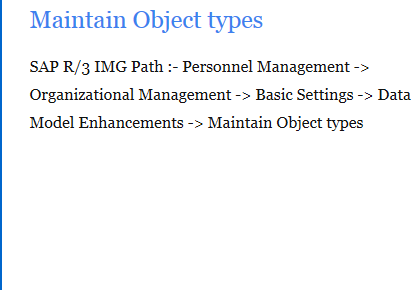 Maintain Object types
SAP R/3 IMG Path :- Personnel Management ->
Organizational Management -> Basic Settings -> Data
Model Enhancements -> Maintain Object types